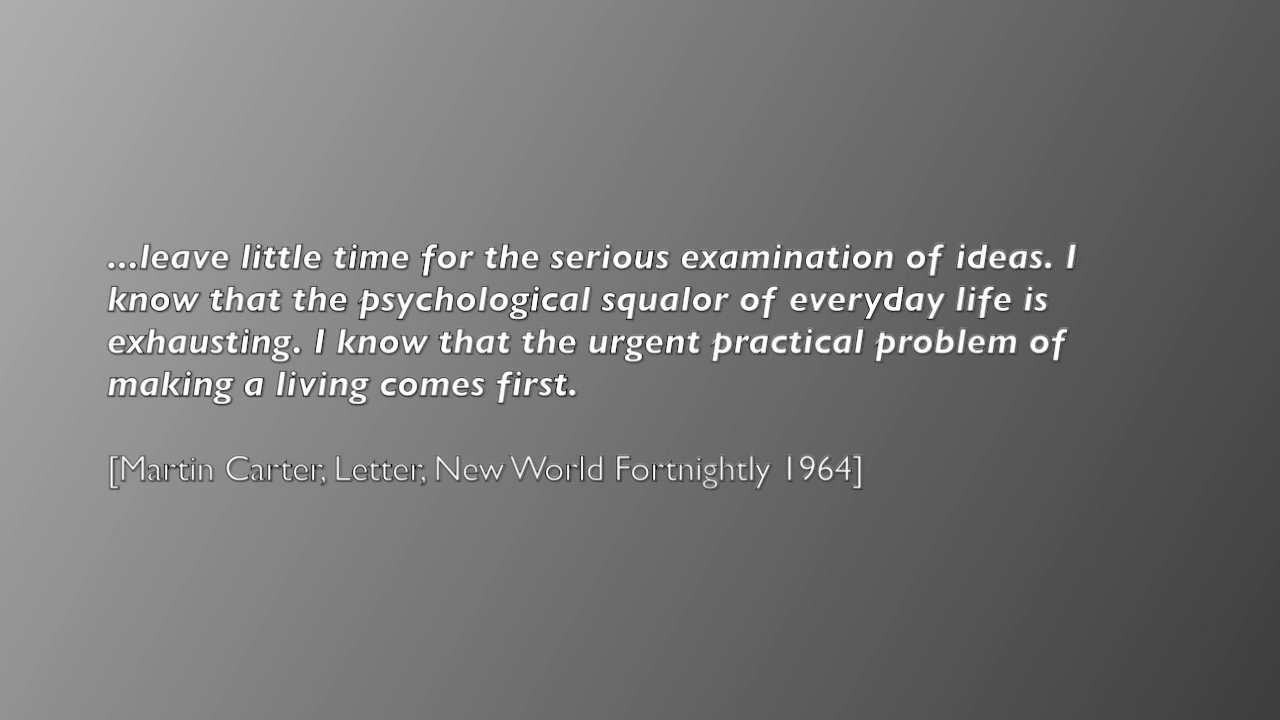 ...leave little time for the serious examination of ideas. I
know that the psychological squalor of everyday life is
exhausting. I know that the urgent practical problem of
making a living comes first.
[Martin Carter, Letter, New World Fortnightly 1964]